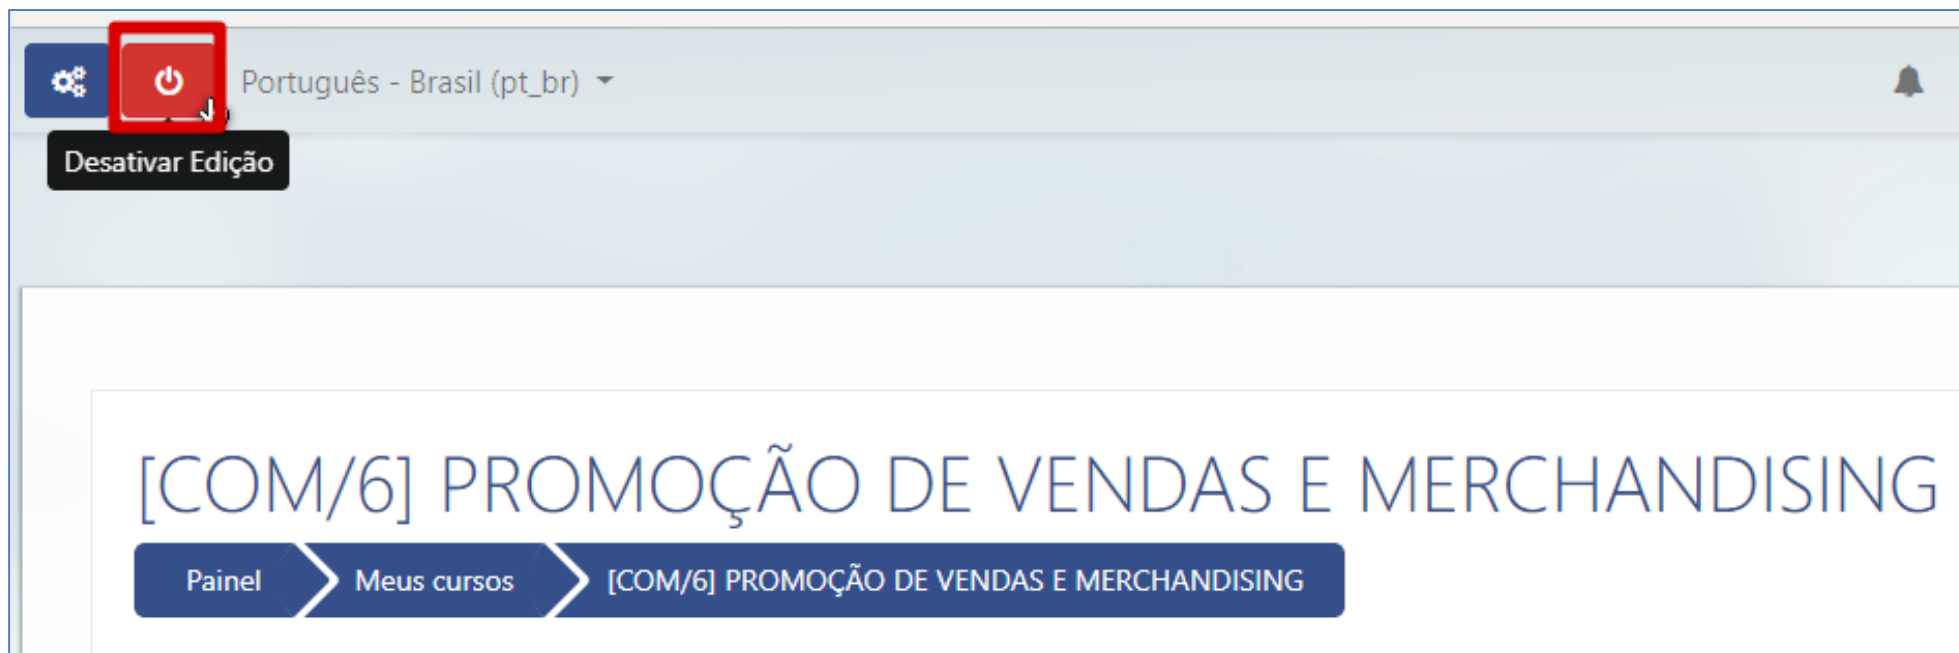 Português - Brasil (pt_br)
Desativar Edição
[COM/6] PROMOÇÃO DE VENDAS E MERCHANDISING
Painel Meus cursos [COM/6] PROMOÇÃO DE VENDAS E MERCHANDISING